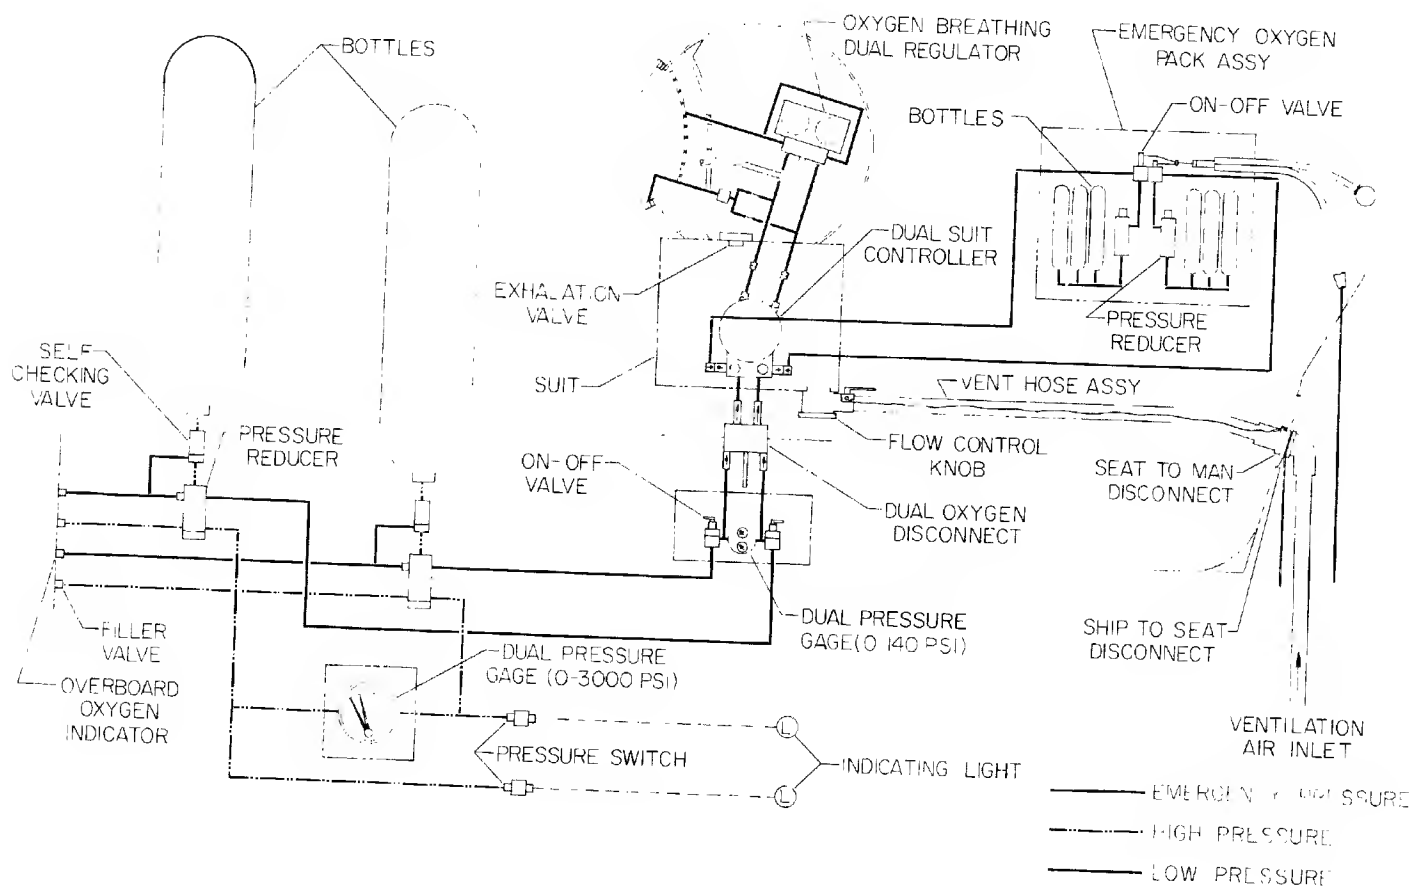 BOTTLES
OXYGEN BREATHING
DUAL REGULATOR
EMERGENCY OXYGEN
PACK ASSY
ON-OFF VALVE
BOTTLES
DUAL SUIT
CONTROLLER
EXHALATION
VALVE
PRESSURE
REDUCER
SELF
CHECKING
VALVE
SUIT
VENT HOSE ASSY
PRESSURE
REDUCER
FLOW CONTROL
KNOB
ON-OFF
VALVE
SEAT TO MAN
DISCONNECT
DUAL OXYGEN
DISCONNECT
FILLER
VALVE
DUAL PRESSURE
GAGE(0 140 PSI)
SHIP TO SEAT
DISCONNECT
DUAL PRESSURE
GAGE (0-3000 PSI)
OVERBOARD
OXYGEN
INDICATOR
L
VENTILATION
AIR INLET
PRESSURE SWITCH
INDICATING LIGHT
L
EMERGENCY PRESSURE
HIGH PRESSURE
LOW PRESSURE